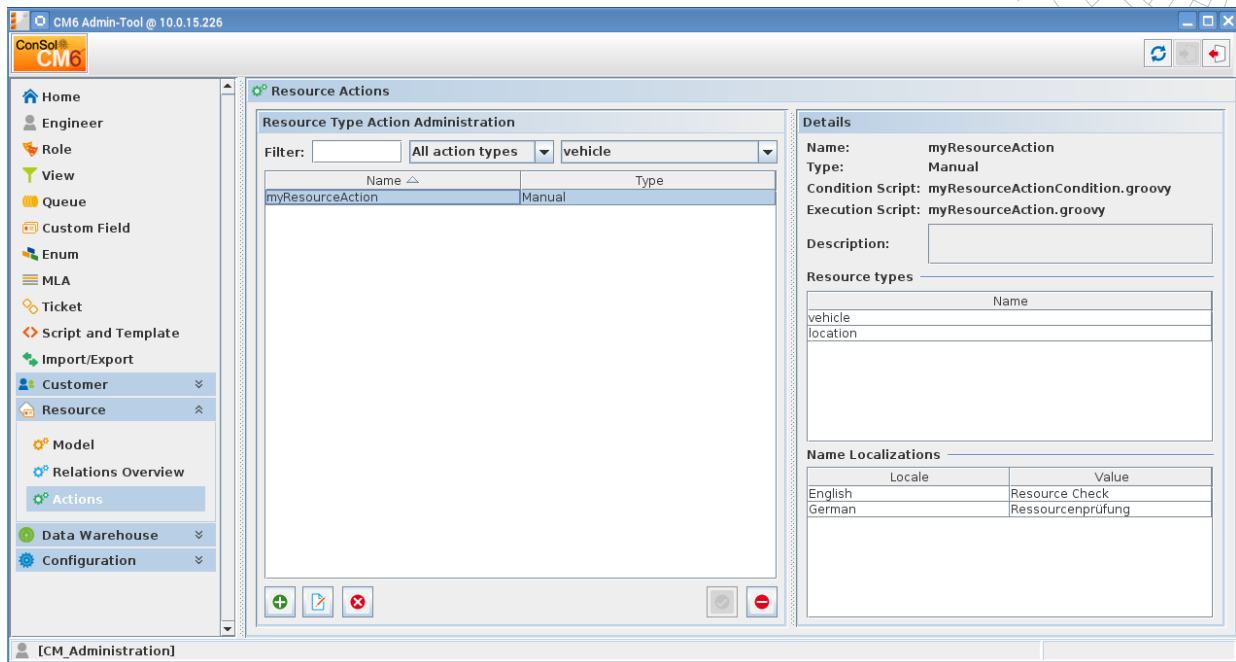 CM6 Admin-Tool @ 10.0.15.226
ConSol
CM6
Home
Engineer
Role
View
Queue
Custom Field
Enum
MLA
Ticket
Script and Template
Import/Export
Customer
Resource
Model
Relations Overview
Actions
Data Warehouse
Configuration
Resource Actions
Resource Type Action Administration
Filter: All action types vehicle
Name Type
myResourceAction Manual
Details
Name: myResourceAction
Type: Manual
Condition Script: myResourceActionCondition.groovy
Execution Script: myResourceAction.groovy
Description:
Resource types
Name
vehicle
location
Name Localizations
Locale Value
English Resource Check
German Ressourcenprüfung
[CM_Administration]